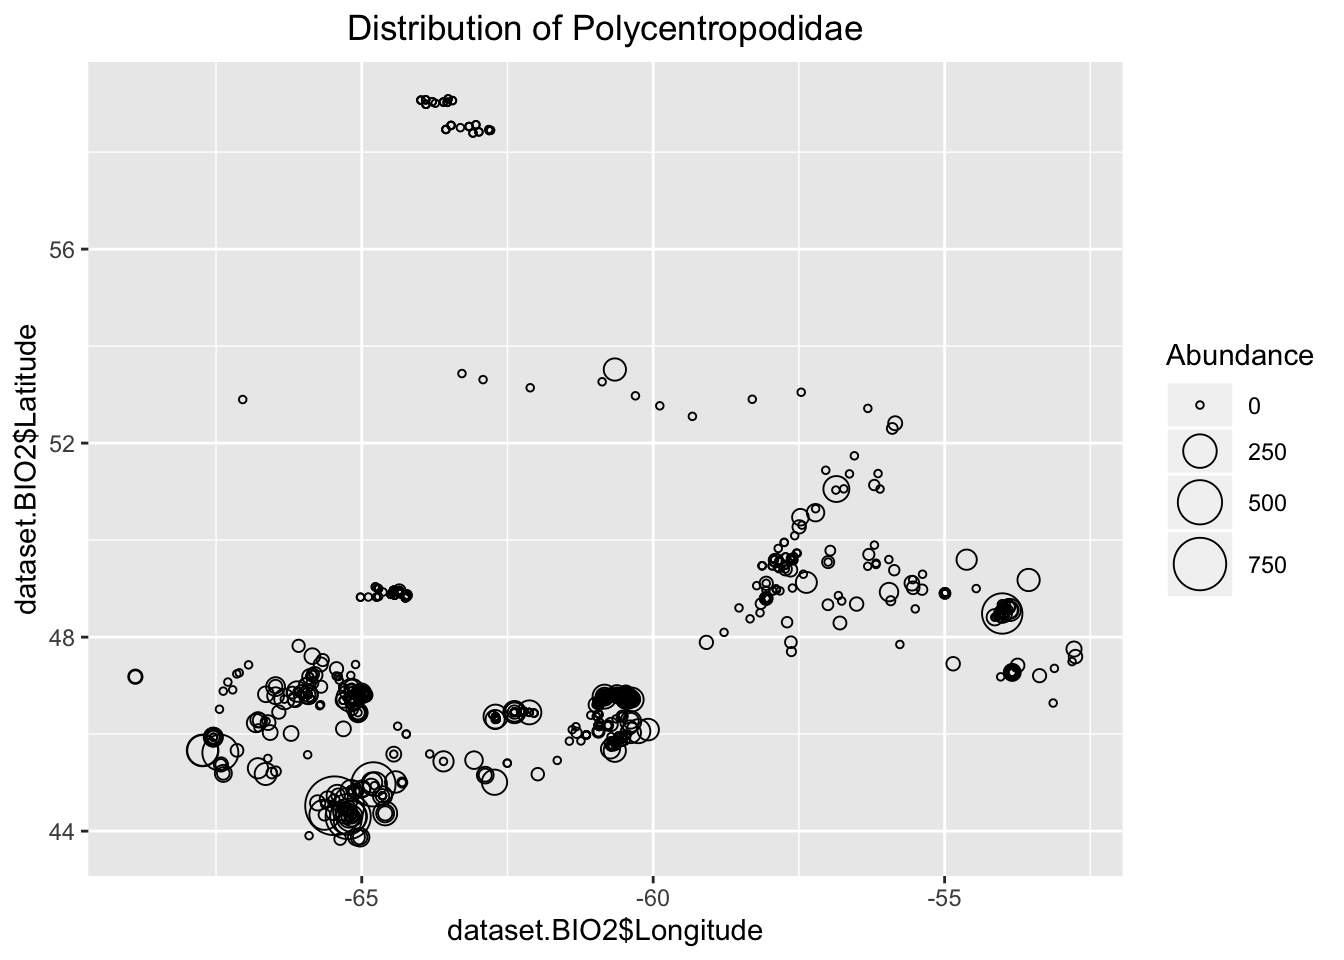 Distribution of Polycentropodidae
dataset.BIO2$Latitude
56
52
48
44
-65
-60
-55
dataset.BIO2$Longitude
Abundance
0
250
500
750